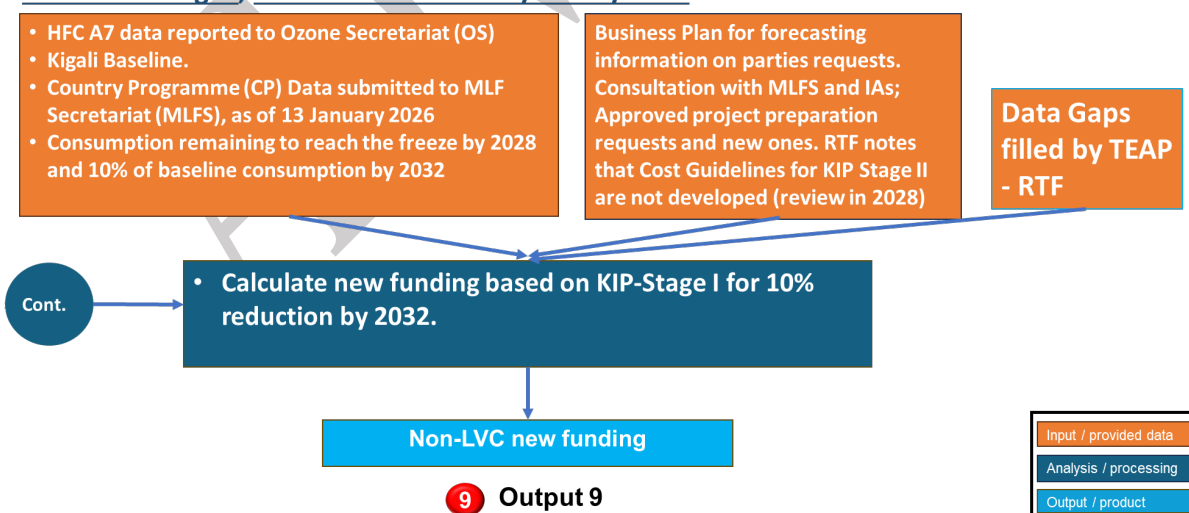 • HFC A7 data reported to Ozone Secretariat (OS)
• Kigali Baseline.
• Country Programme (CP) Data submitted to MLF
Secretariat (MLFS), as of 13 January 2026
• Consumption remaining to reach the freeze by 2028
and 10% of baseline consumption by 2032
Business Plan for forecasting
information on parties requests.
Consultation with MLFS and IAs;
Approved project preparation
requests and new ones. RTF notes
that Cost Guidelines for KIP Stage II
are not developed (review in 2028)
Data Gaps
filled by TEAP
- RTF
Cont.
• Calculate new funding based on KIP-Stage I for 10%
reduction by 2032.
Non-LVC new funding
9 Output 9
Input / provided data
Analysis / processing
Output / product